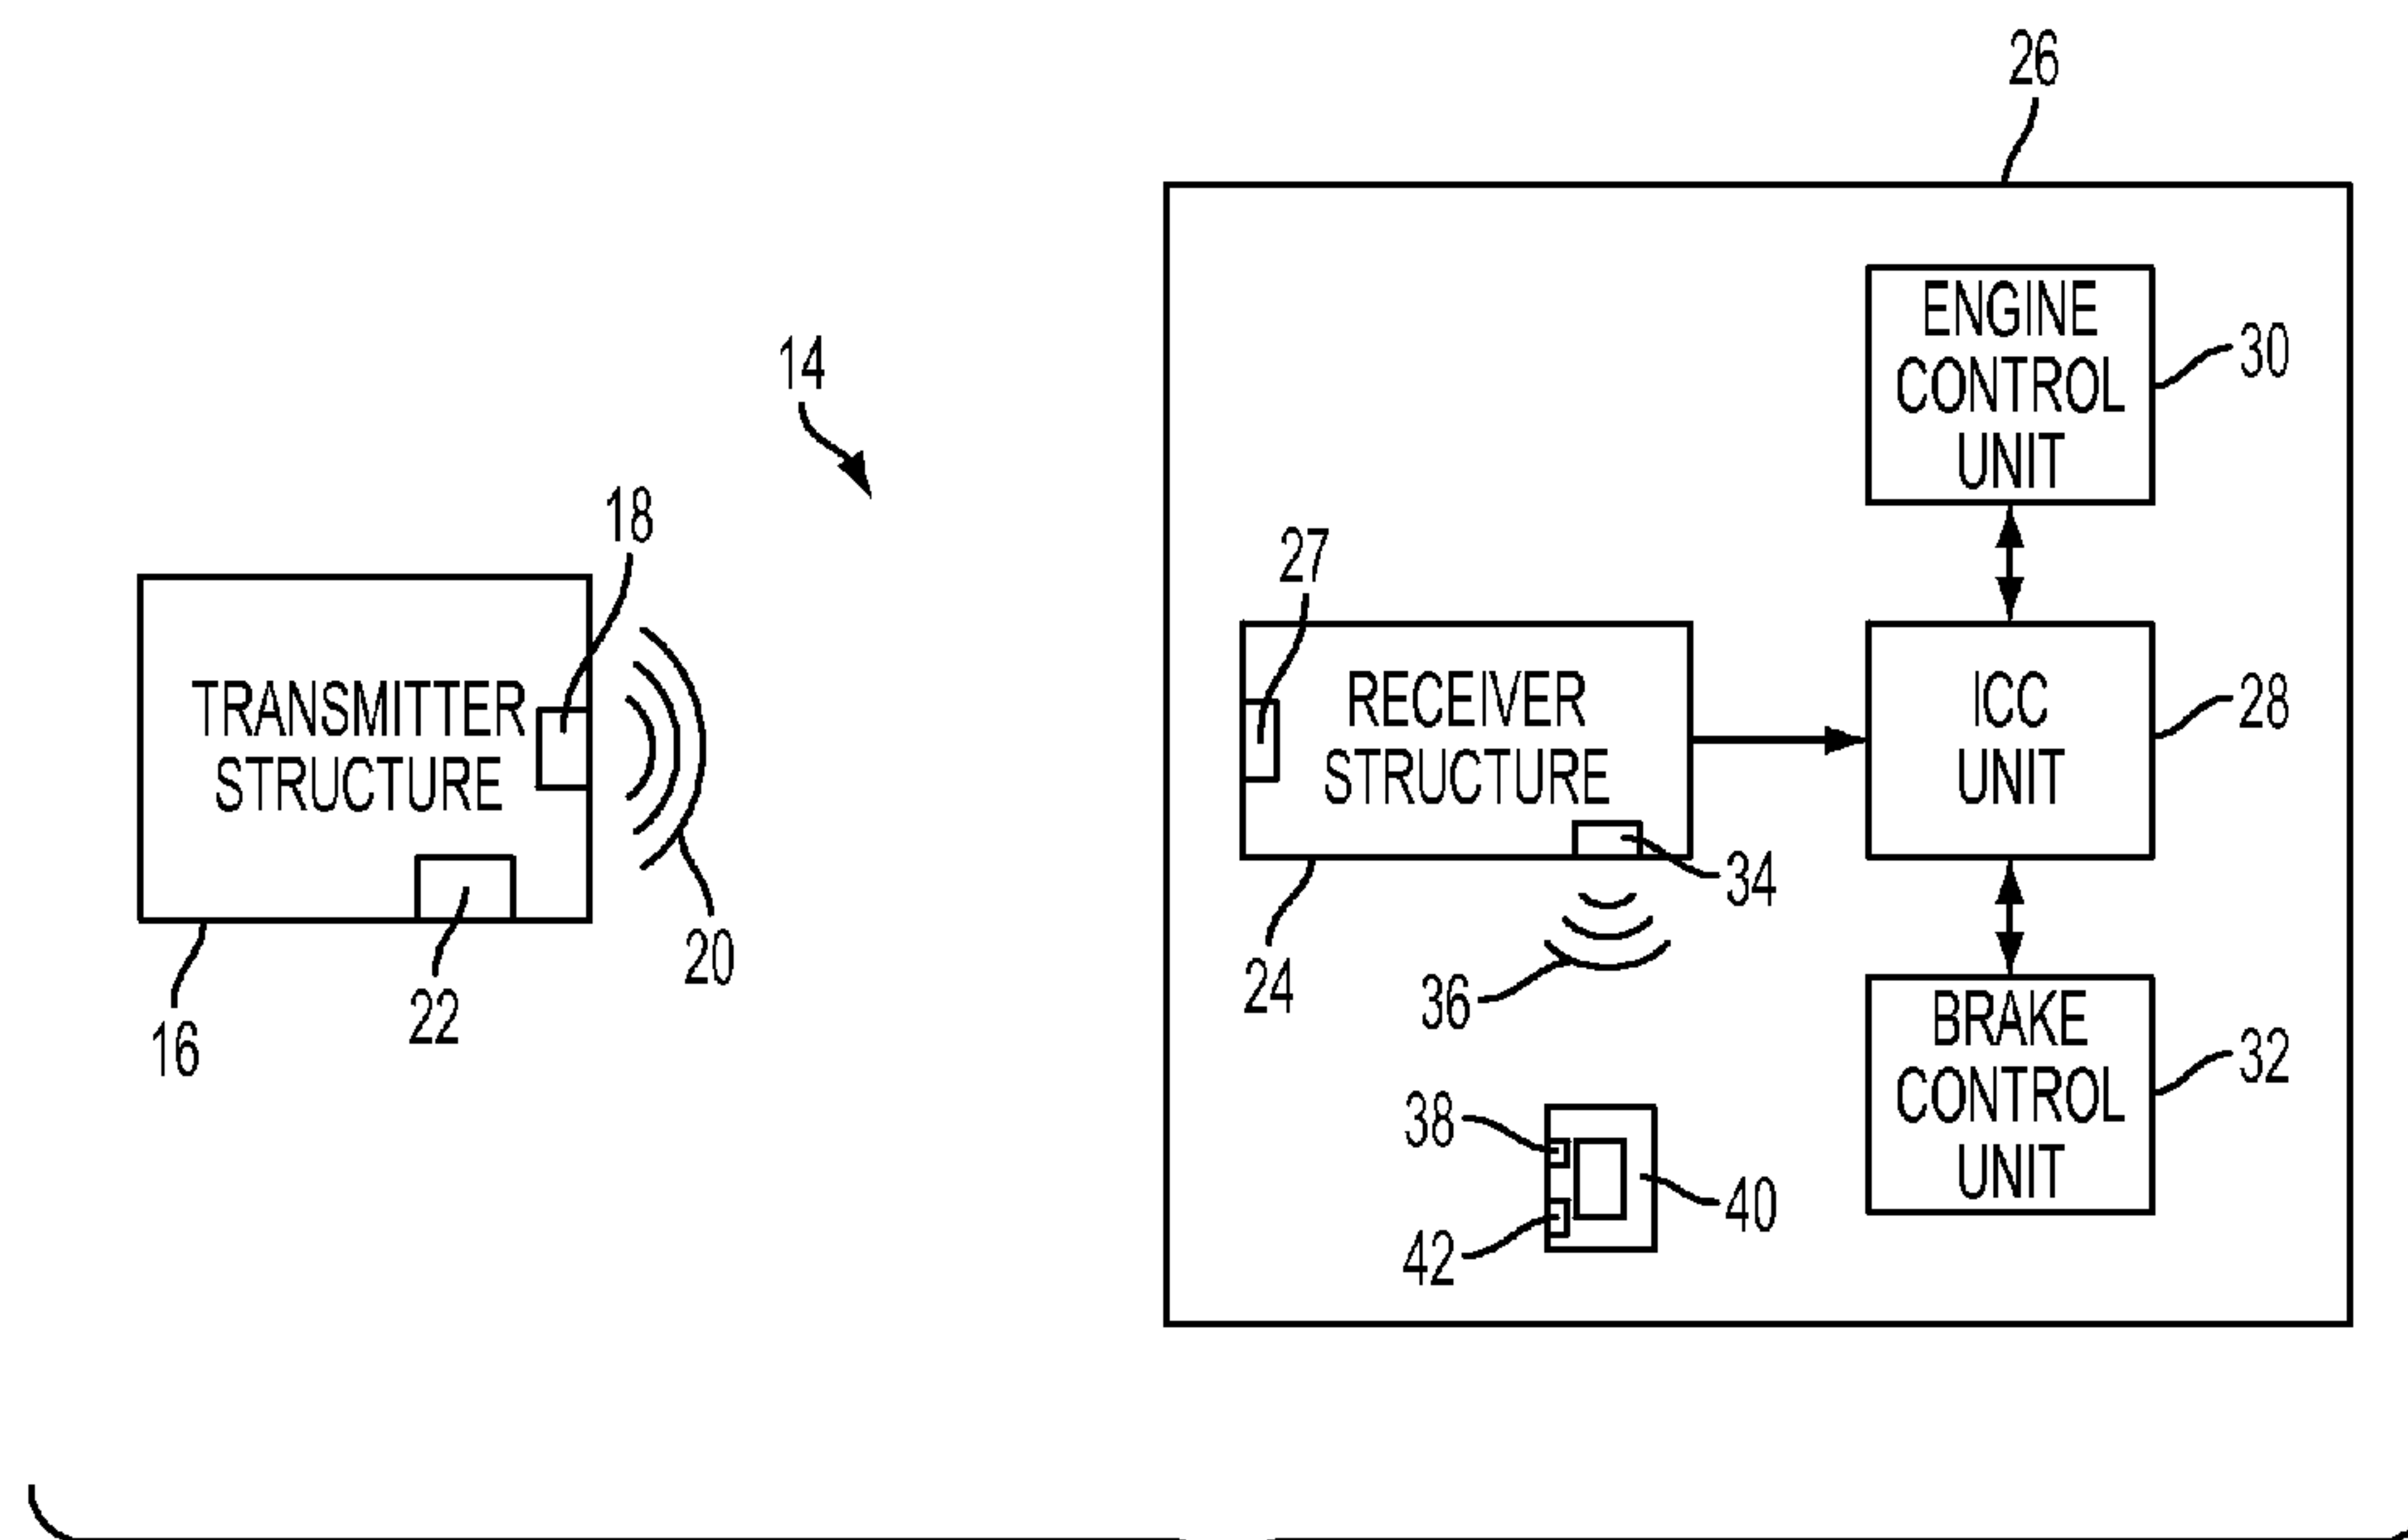 26
ENGINE
CONTROL
UNIT
30
14
18
27
TRANSMITTER
STRUCTURE
RECEIVER
STRUCTURE
ICC
UNIT
28
34
20
24
36
22
16
BRAKE
CONTROL
UNIT
32
38
40
42